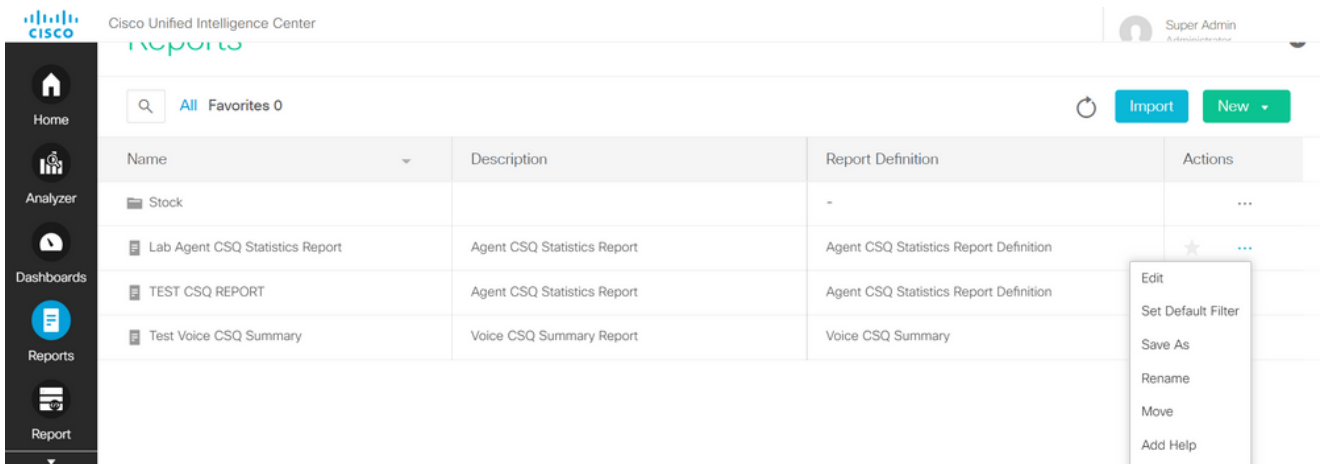 CISCO
Cisco Unified Intelligence Center
Super Admin
Administrator
Reports
Home
All Favorites 0
Import
New
Name
Description
Report Definition
Actions
Analyzer
Stock
-
...
Lab Agent CSQ Statistics Report
Agent CSQ Statistics Report
Agent CSQ Statistics Report Definition
...
Dashboards
TEST CSQ REPORT
Agent CSQ Statistics Report
Agent CSQ Statistics Report Definition
Test Voice CSQ Summary
Voice CSQ Summary Report
Voice CSQ Summary
Reports
Report
Edit
Set Default Filter
Save As
Rename
Move
Add Help